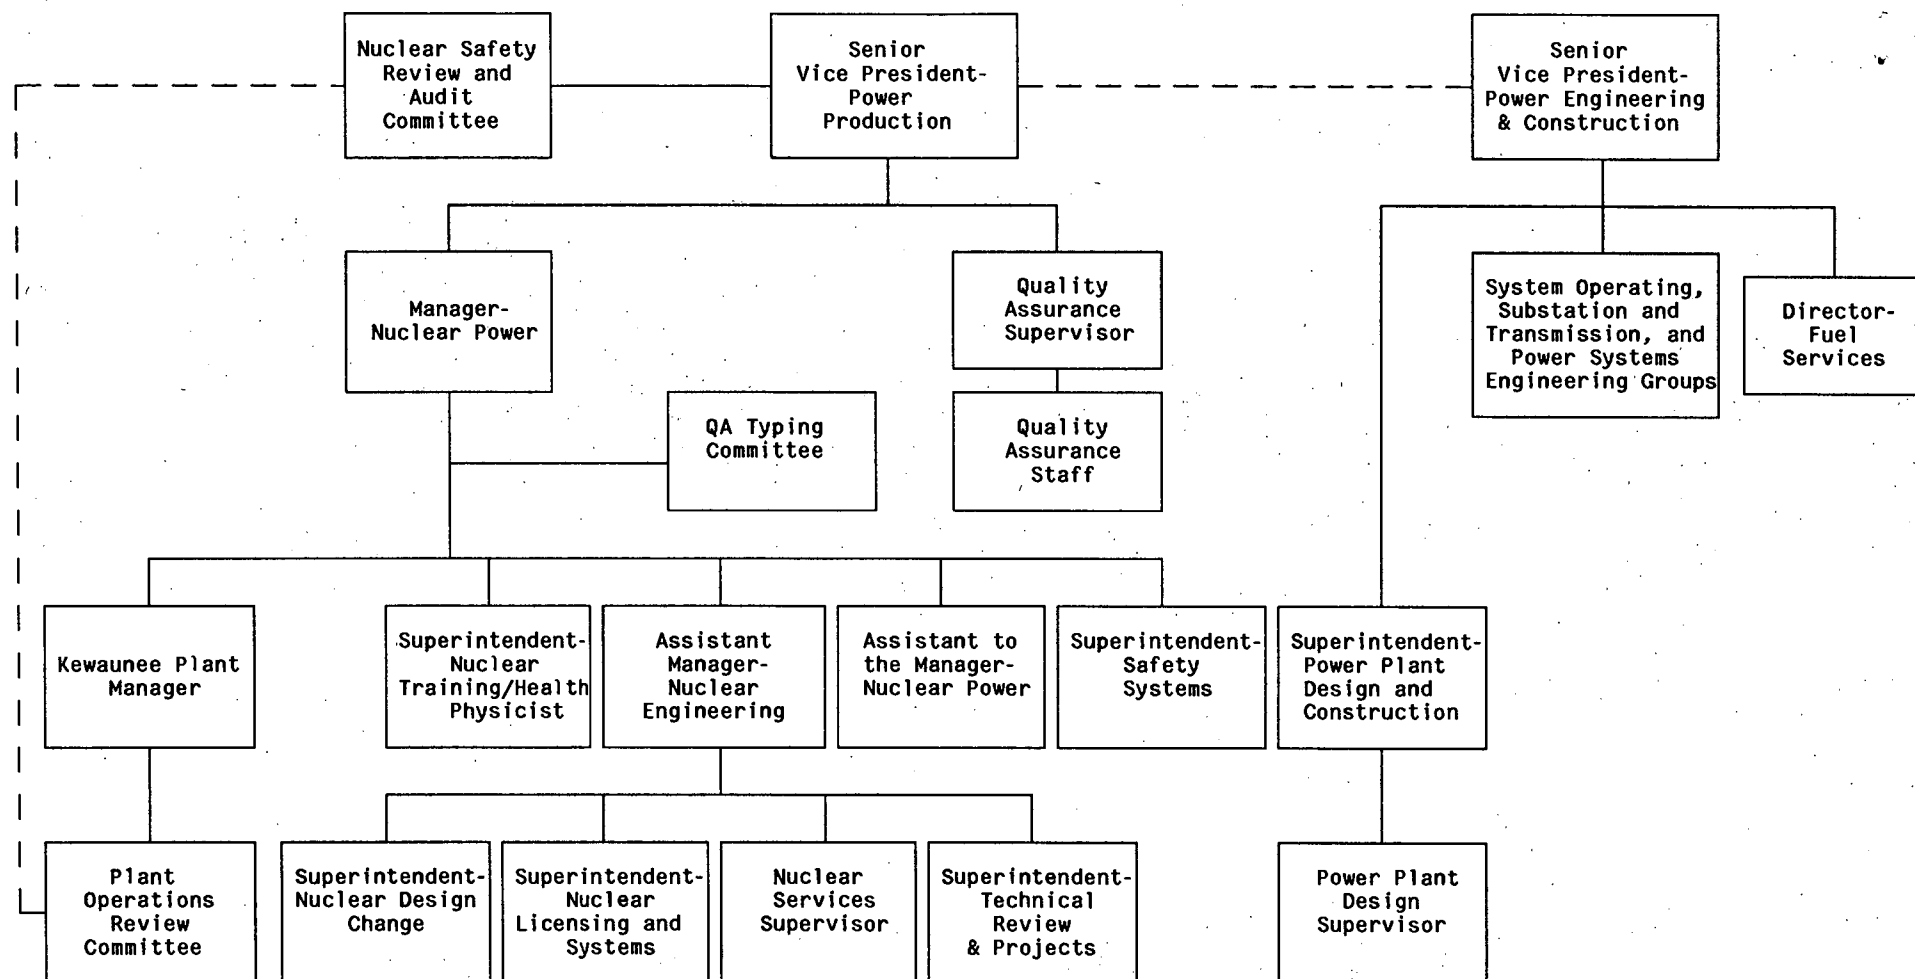 Nuclear Safety
Review and
Audit
Committee
Senior
Vice President-
Power
Production
Senior
Vice President-
Power Engineering
& Construction
Manager-
Nuclear Power
Quality
Assurance
Supervisor
System Operating,
Substation and
Transmission, and
Power Systems
Engineering Groups
Director-
Fuel
Services
QA Typing
Committee
Quality
Assurance
Staff
Kewaunee Plant
Manager
Superintendent-
Nuclear
Training/Health
Physicist
Assistant
Manager-
Nuclear
Engineering
Assistant to
the Manager-
Nuclear Power
Superintendent-
Safety
Systems
Superintendent-
Power Plant
Design and
Construction
Plant
Operations
Review
Committee
Superintendent-
Nuclear Design
Change
Superintendent-
Nuclear
Licensing and
Systems
Nuclear
Services
Supervisor
Superintendent-
Technical
Review
& Projects
Power Plant
Design
Supervisor